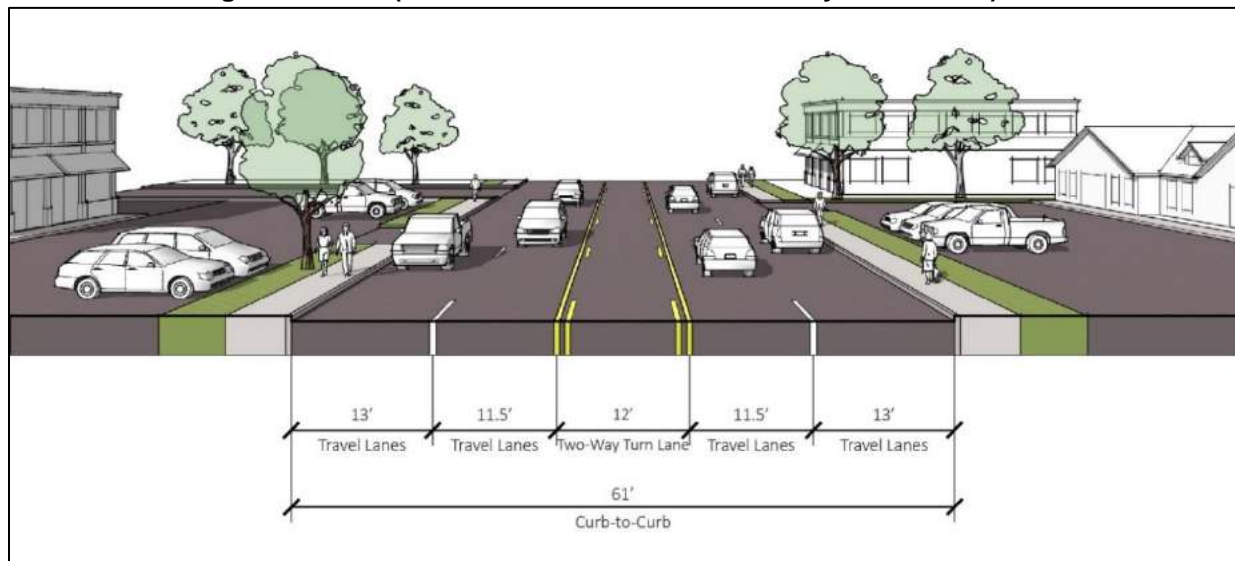 13' 11.5' 12' 11.5' 13'
Travel Lanes Travel Lanes Two-Way Turn Lane Travel Lanes Travel Lanes
61'
Curb-to-Curb